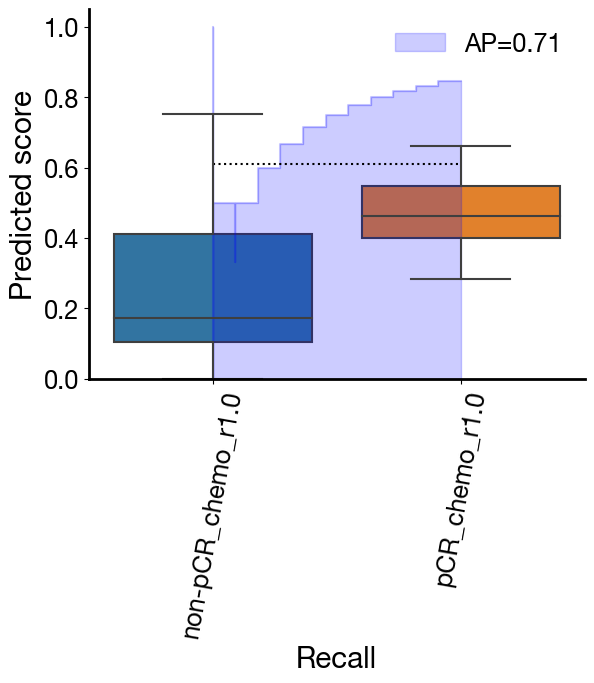 Predicted score
1.0
0.8
0.6
0.4
0.2
0.0
AP=0.71
non-pCR_chemo_r1.0
pCR_chemo_r1.0
Recall